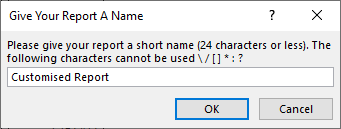 Give Your Report A Name
? ×
Please give your report a short name (24 characters or less). The
following characters cannot be used \ / [ ] * : ?
Customised Report
OK Cancel